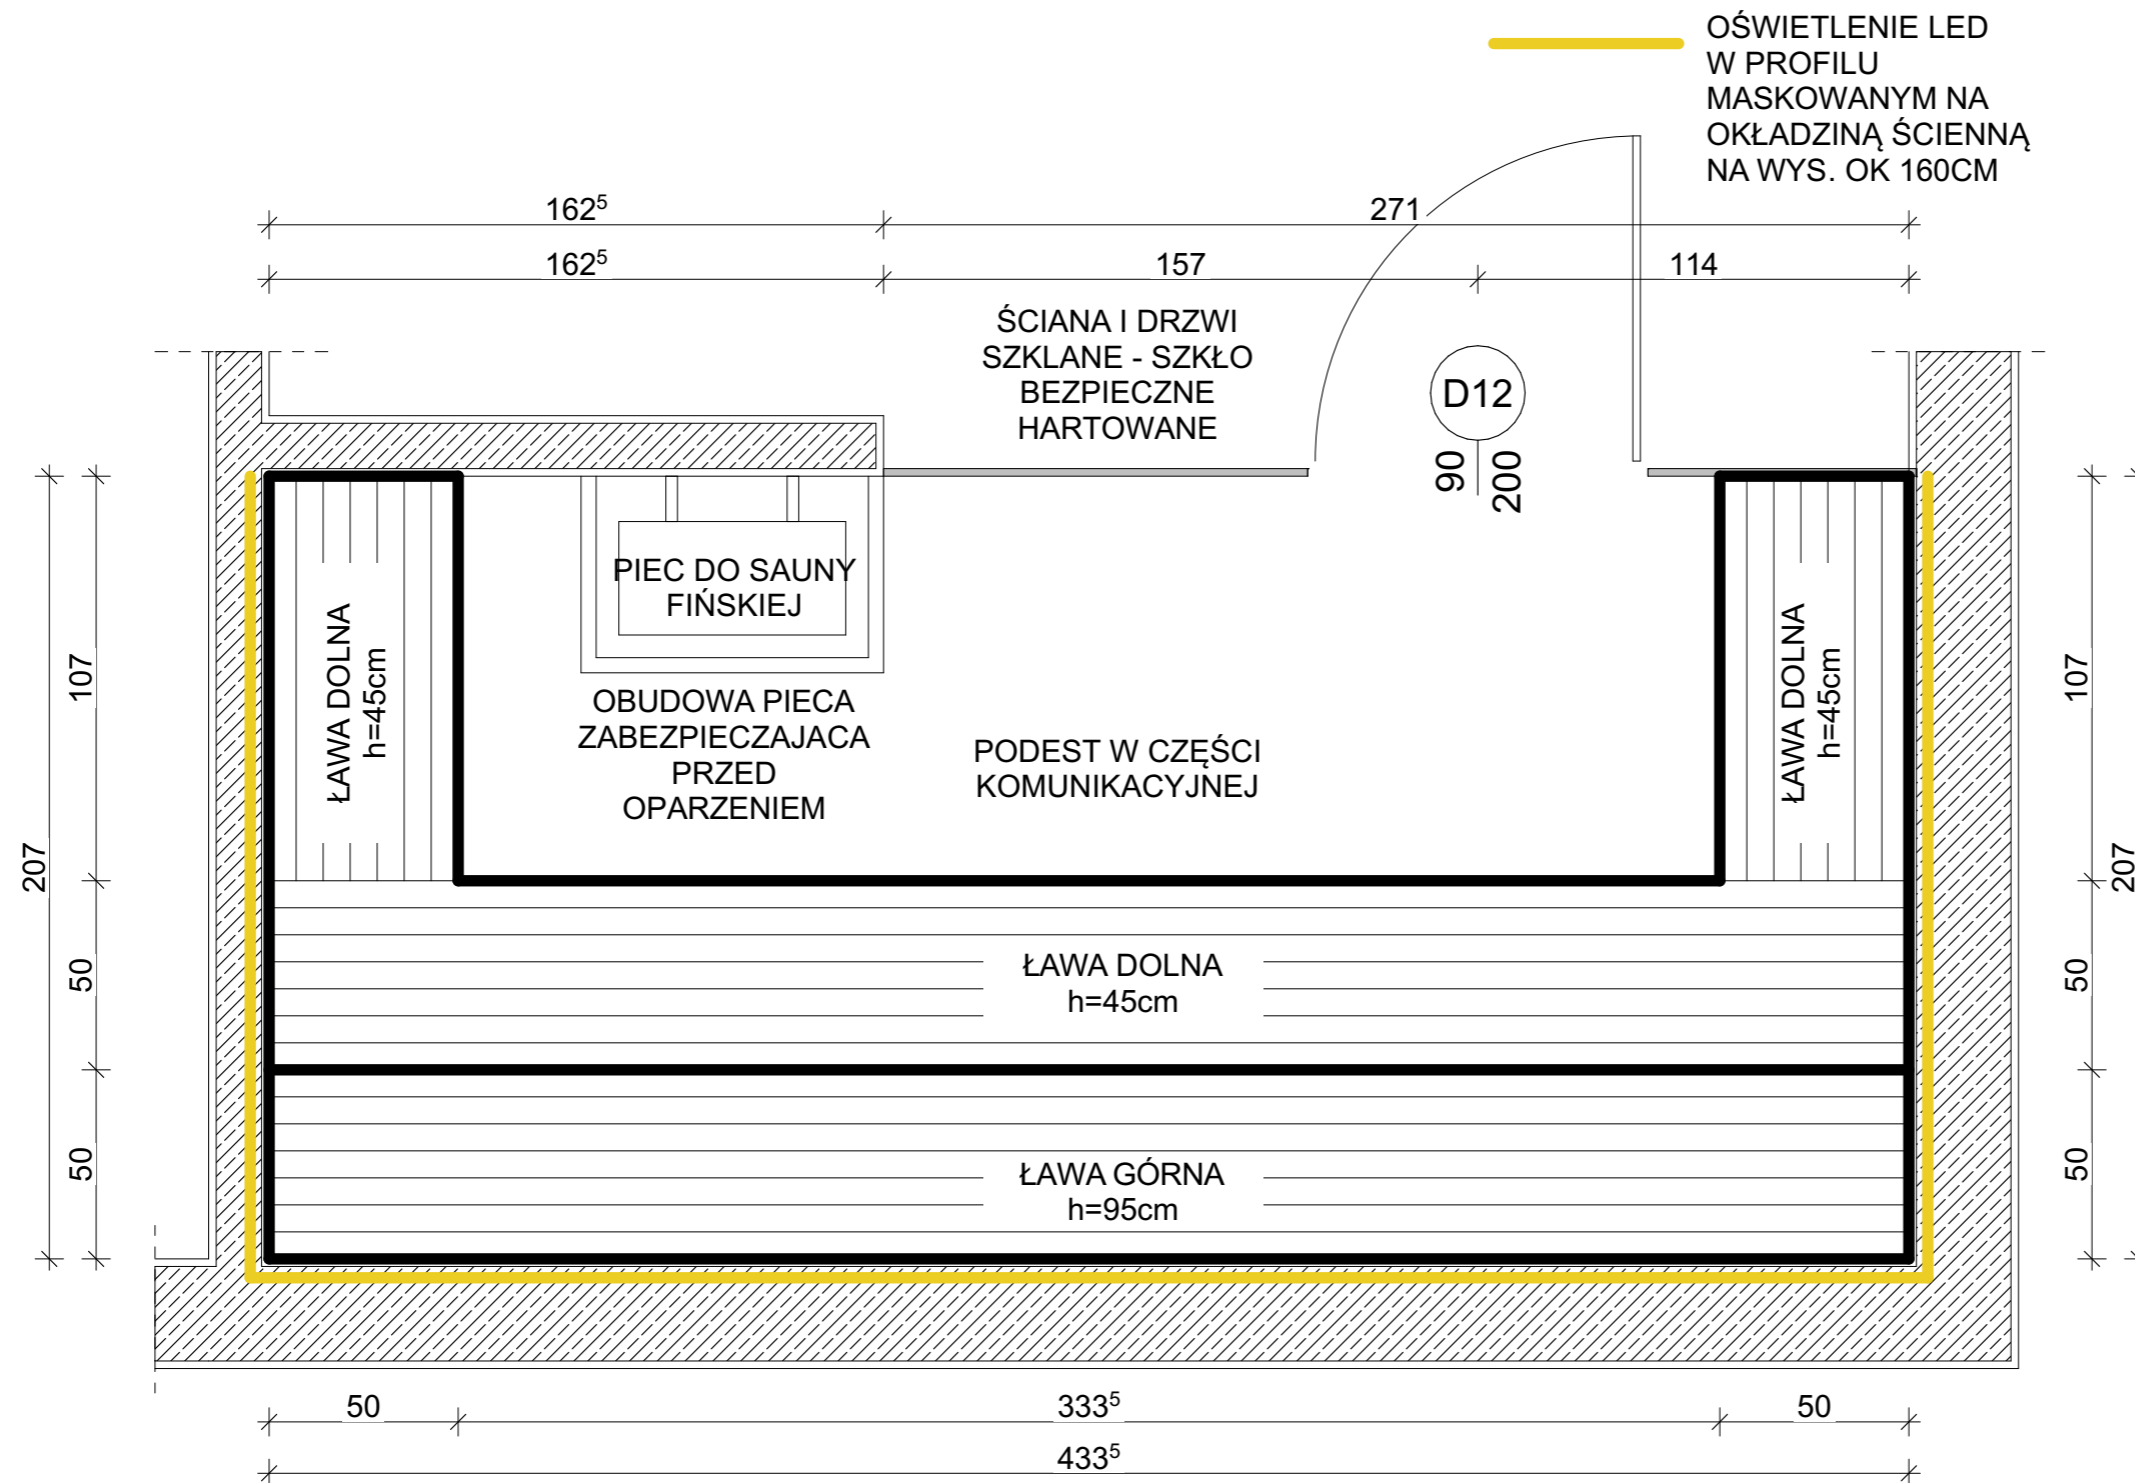 OŚWIETLENIE LED
W PROFILU
MASKOWANYM NA
OKŁADZINĄ ŚCIENNĄ
NA WYS. OK 160CM
162⁵
271
162⁵
157
114
ŚCIANA I DRZWI
SZKLANE - SZKŁO
BEZPIECZNE
HARTOWANE
D12
90
200
PIEC DO SAUNY
FIŃSKIEJ
ŁAWA DOLNA
h=45cm
OBUDOWA PIECA
ZABEZPIECZAJACA
PRZED
OPARZENIEM
PODEST W CZĘŚCI
KOMUNIKACYJNEJ
ŁAWA DOLNA
h=45cm
207
107
50
50
107
50
50
207
ŁAWA DOLNA
h=45cm
ŁAWA GÓRNA
h=95cm
50
333⁵
50
433⁵